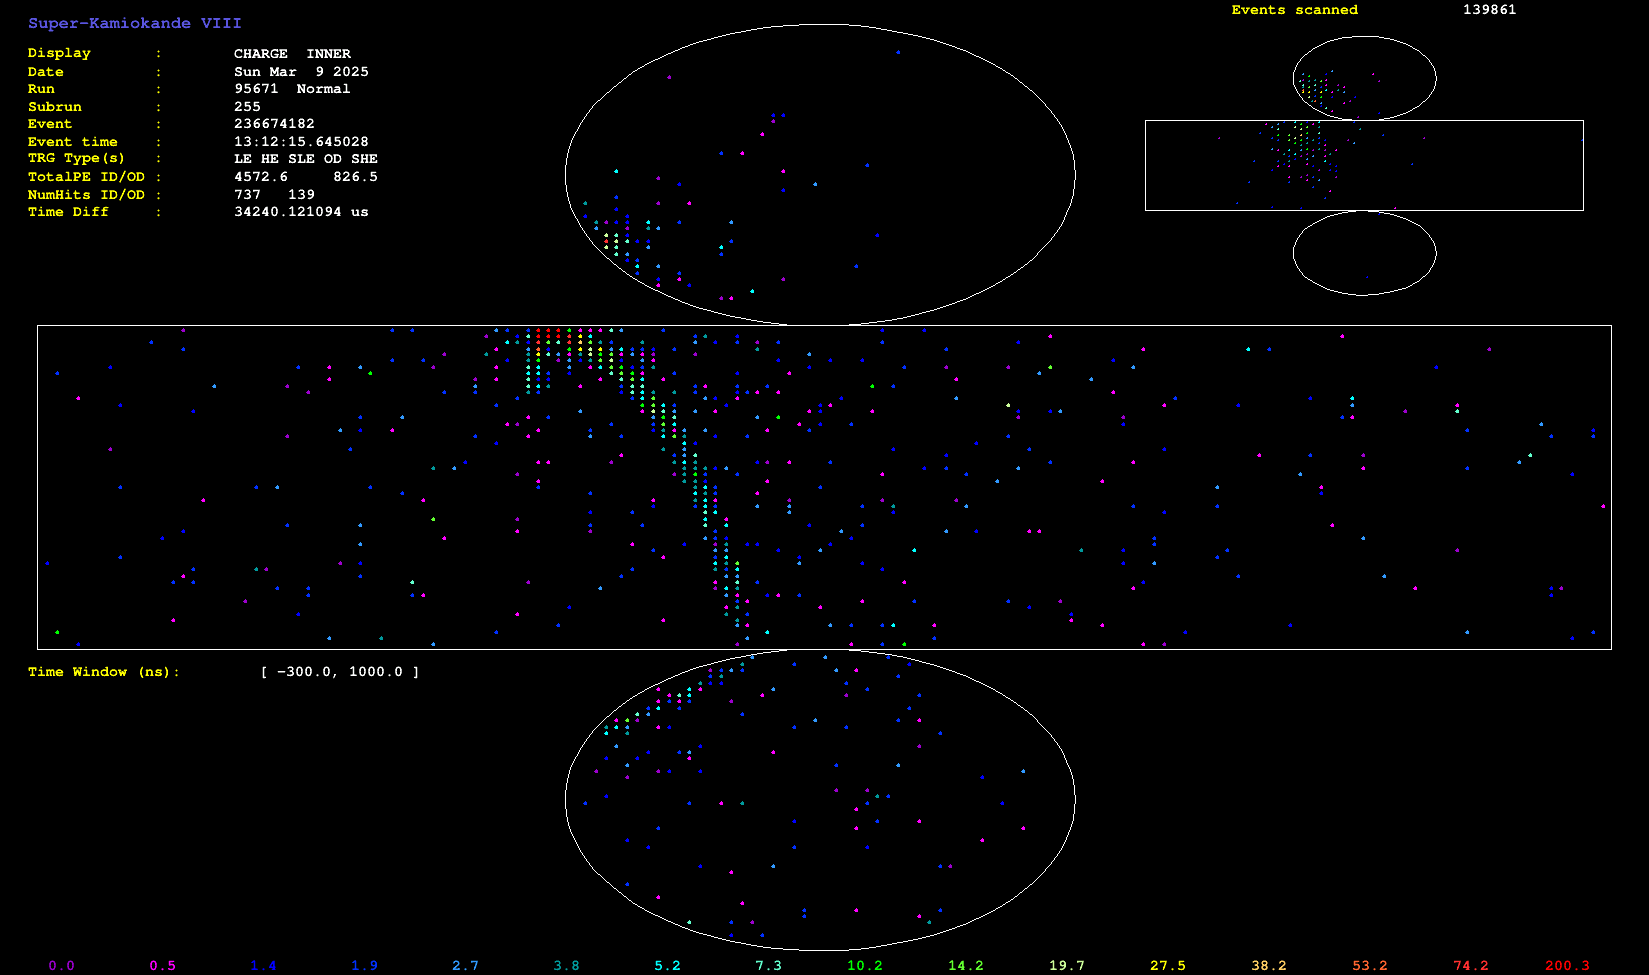 Super-Kamiokande VIII
Events scanned 139861
Display : CHARGE INNER
Date : Sun Mar 9 2025
Run : 95671 Normal
Subrun : 255
Event : 236674182
Event time : 13:12:15.645028
TRG Type(s) : LE HE SLE OD SHE
TotalPE ID/OD : 4572.6 826.5
NumHits ID/OD : 737 139
Time Diff : 34240.121094 us
Time Window (ns): [ -300.0, 1000.0 ]
0.0 0.5 1.4 1.9 2.7 3.8 5.2 7.3 10.2 14.2 19.7 27.5 38.2 53.2 74.2 200.3